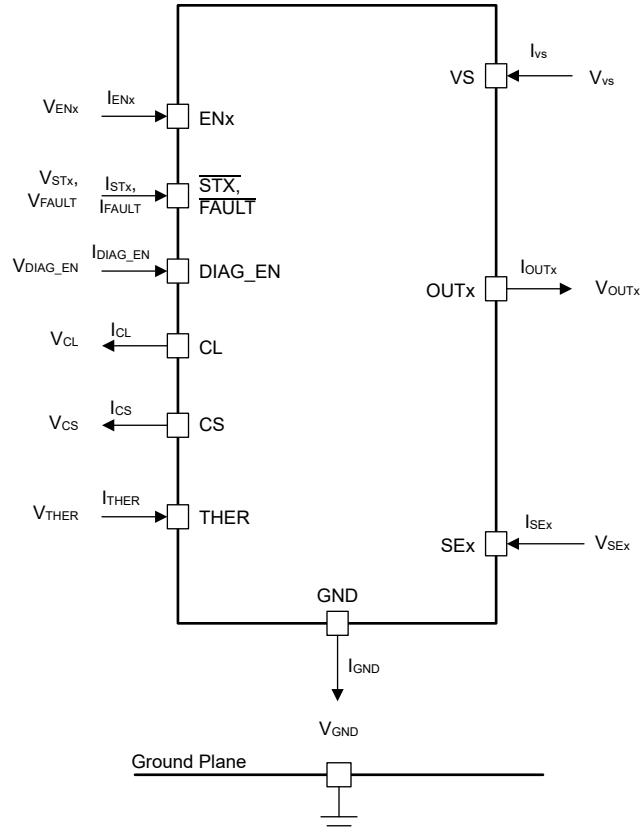 Ivs
VS
Vvs
VENx
IENx
ENx
VSTx,
VFAULT
ISTx,
IFAULT
STX,
FAULT
VDIAG_EN
IDIAG_EN
DIAG_EN
IOUTx
OUTx
VOUTx
VCL
ICL
CL
VCS
ICS
CS
VTHER
ITHER
THER
ISEx
SEx
VSEx
GND
IGND
VGND
Ground Plane